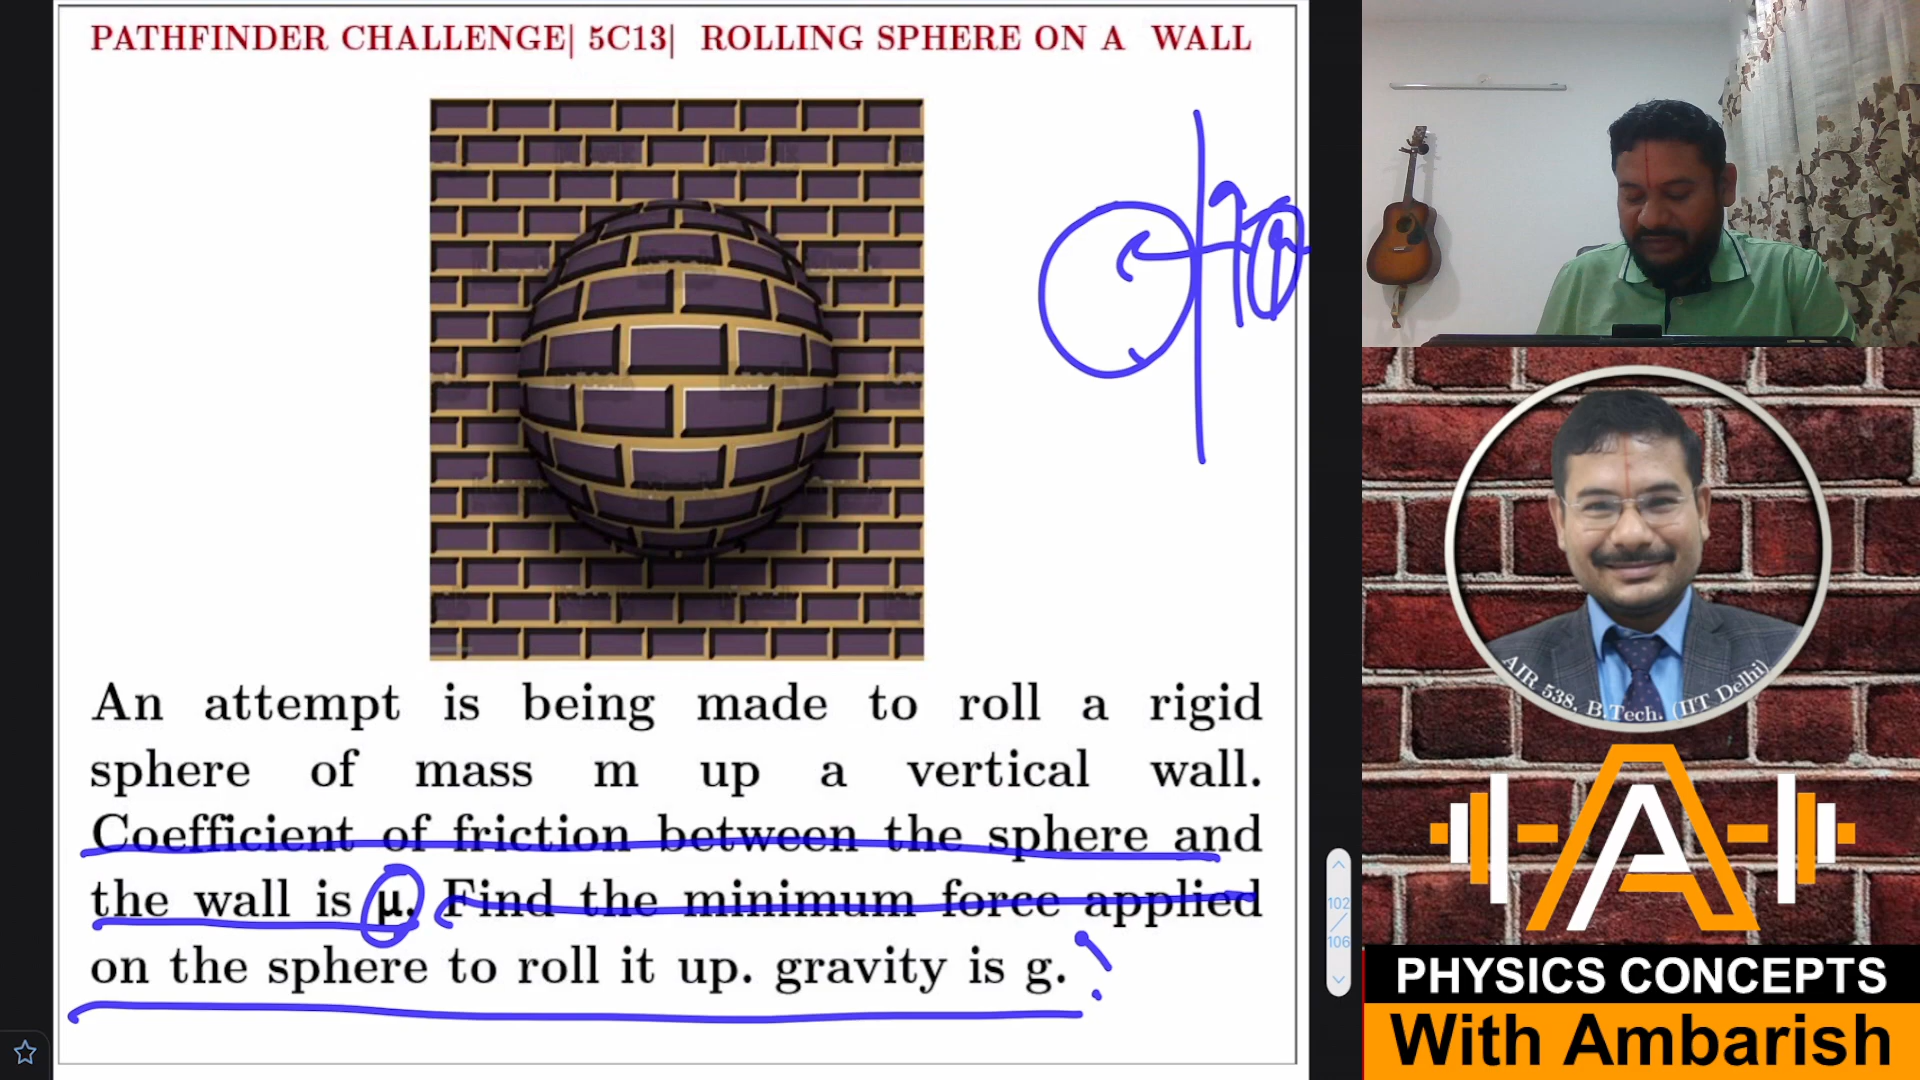 PATHFINDER CHALLENGE| 5C13| ROLLING SPHERE ON A WALL
An attempt is being made to roll a rigid
sphere of mass m up a vertical wall.
Coefficient of friction between the sphere and
the wall is μ. Find the minimum force applied
on the sphere to roll it up. gravity is g.
102
106
AIR 538, B.Tech. (IIT Delhi)
A
PHYSICS CONCEPTS
With Ambarish